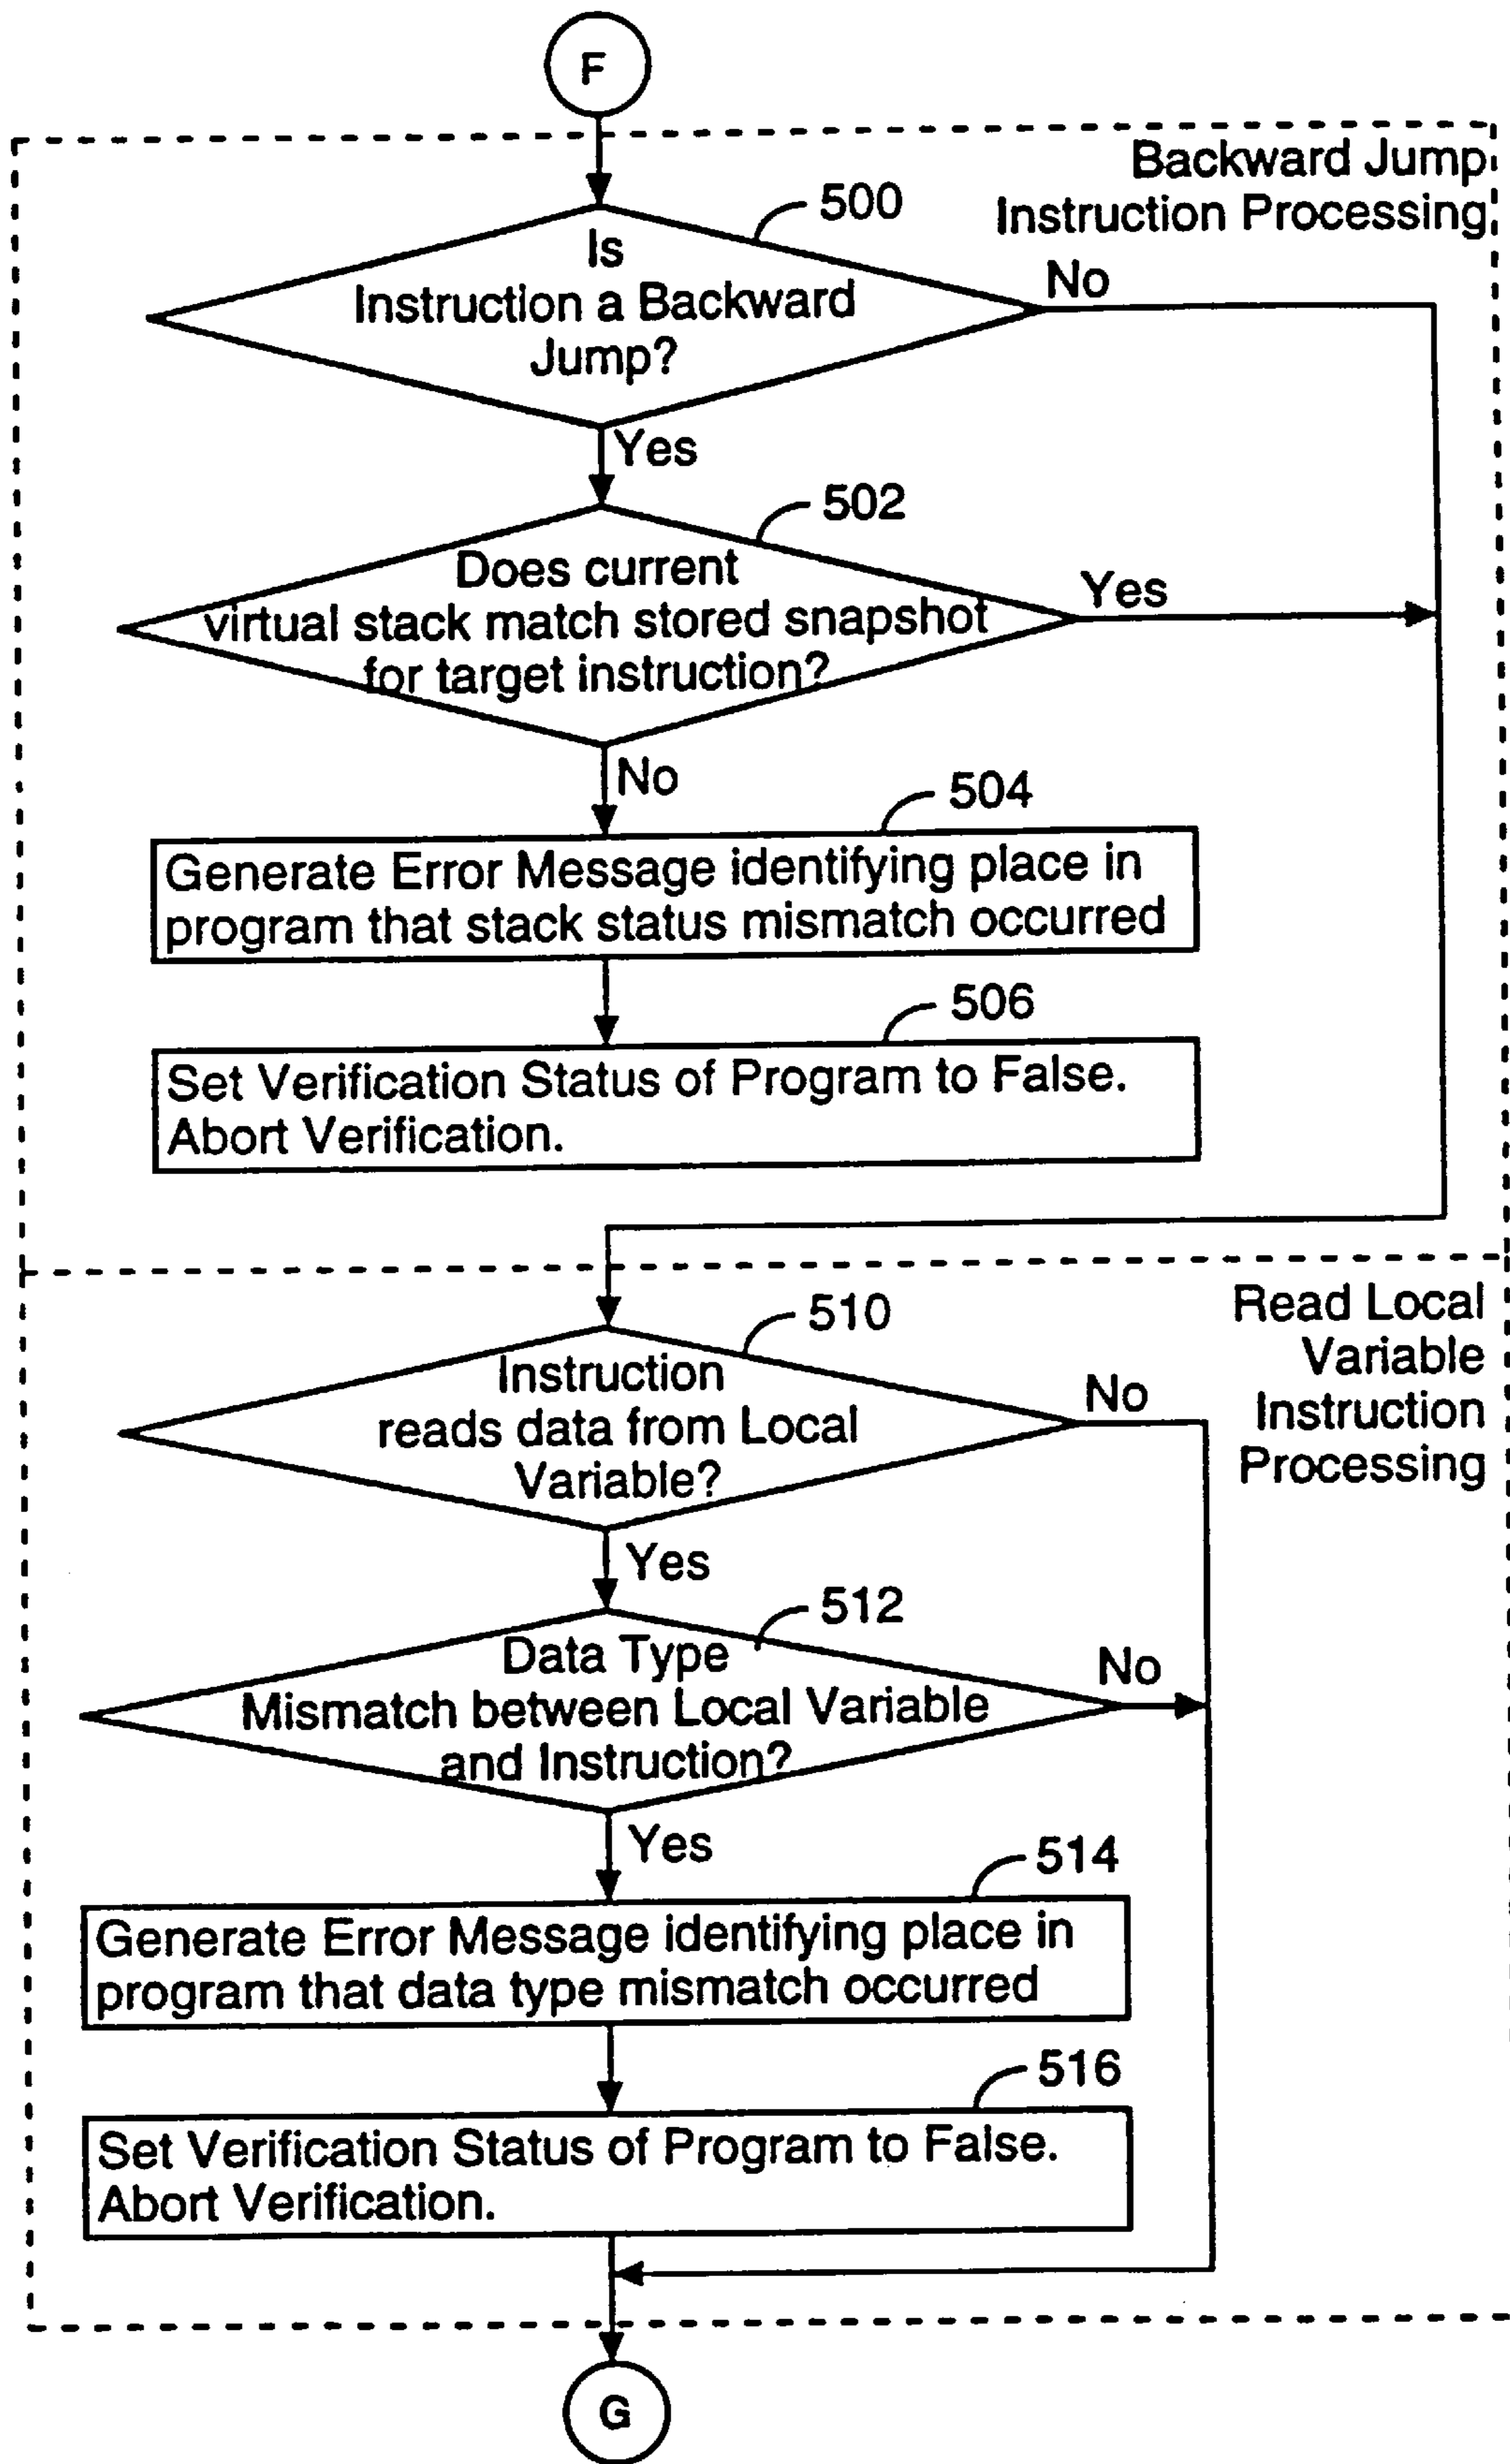 F
Backward Jump
Instruction Processing
500
Is
Instruction a Backward
Jump?
No
Yes
502
Does current
virtual stack match stored snapshot
for target instruction?
Yes
No
504
Generate Error Message identifying place in
program that stack status mismatch occurred
506
Set Verification Status of Program to False.
Abort Verification.
Read Local
Variable
Instruction
Processing
510
Instruction
reads data from Local
Variable?
No
Yes
512
Data Type
Mismatch between Local Variable
and Instruction?
No
Yes
514
Generate Error Message identifying place in
program that data type mismatch occurred
516
Set Verification Status of Program to False.
Abort Verification.
G